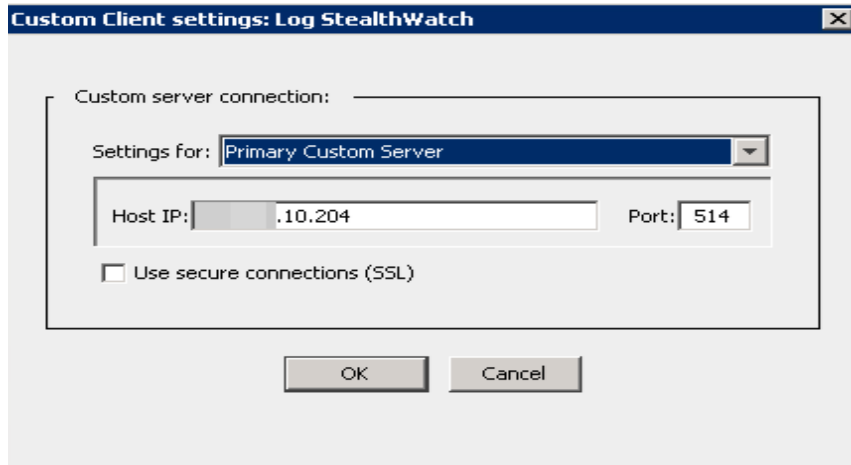 Custom Client settings: Log StealthWatch
Custom server connection:
Settings for: Primary Custom Server
Host IP: .10.204 Port: 514
Use secure connections (SSL)
OK Cancel